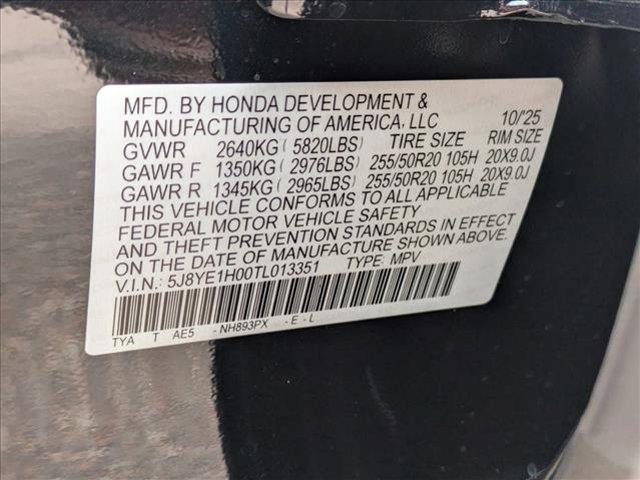 MFD. BY HONDA DEVELOPMENT &
MANUFACTURING OF AMERICA, LLC 10/'25
GVWR 2640KG ( 5820LBS) TIRE SIZE RIM SIZE
GAWR F 1350KG ( 2976LBS) 255/50R20 105H 20X9.0J
GAWR R 1345KG ( 2965LBS) 255/50R20 105H 20X9.0J
THIS VEHICLE CONFORMS TO ALL APPLICABLE
FEDERAL MOTOR VEHICLE SAFETY
AND THEFT PREVENTION STANDARDS IN EFFECT
ON THE DATE OF MANUFACTURE SHOWN ABOVE.
V.I.N.: 5J8YE1H00TL013351 TYPE: MPV
TYA T AE5 - NH893PX - E - L